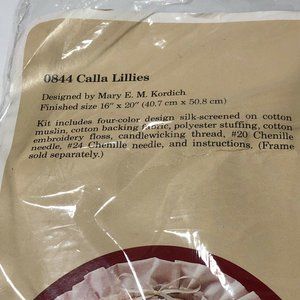 0844 Calla Lillies
Designed by Mary E. M. Kordich
Finished size 16" x 20" (40.7 cm x 50.8 cm)
Kit includes four-color design silk-screened on cotton
muslin, cotton backing fabric, polyester stuffing, cotton
embroidery floss, candlewicking thread, #20 Chenille
needle, #24 Chenille needle, and instructions. (Frame
sold separately.)